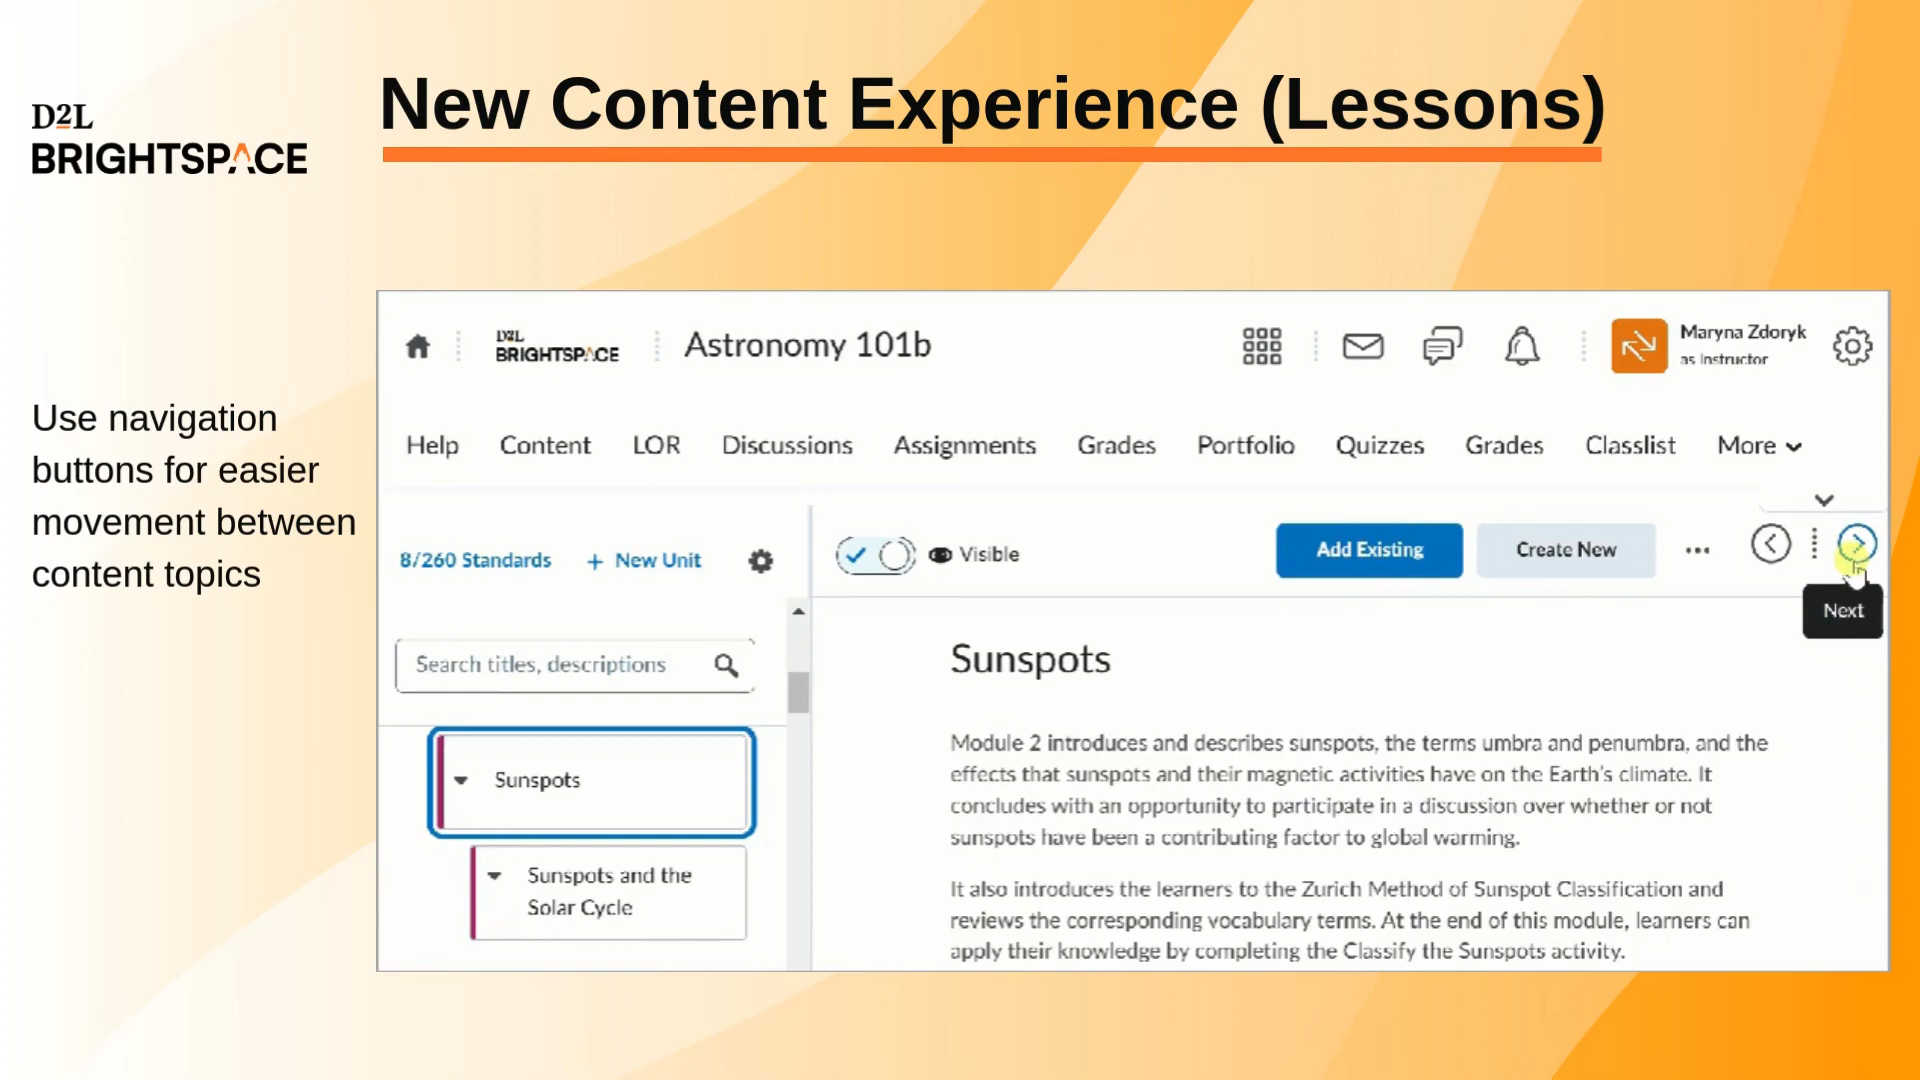 D2L
BRIGHTSPACE
New Content Experience (Lessons)
Use navigation
buttons for easier
movement between
content topics
D2L
BRIGHTSPACE
Astronomy 101b
Maryna Zdoryk
as Instructor
Help Content LOR Discussions Assignments Grades Portfolio Quizzes Grades Classlist More
8/260 Standards + New Unit
Visible
Add Existing
Create New
Next
Search titles, descriptions
Sunspots
Sunspots and the
Solar Cycle
Sunspots
Module 2 introduces and describes sunspots, the terms umbra and penumbra, and the
effects that sunspots and their magnetic activities have on the Earth's climate. It
concludes with an opportunity to participate in a discussion over whether or not
sunspots have been a contributing factor to global warming.
It also introduces the learners to the Zurich Method of Sunspot Classification and
reviews the corresponding vocabulary terms. At the end of this module, learners can
apply their knowledge by completing the Classify the Sunspots activity.